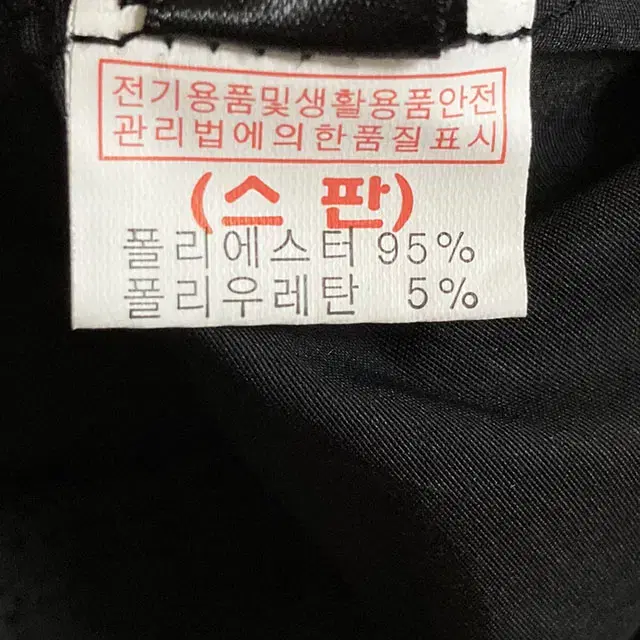 전기용품및생활용품안전
관리법에의한품질표시
(스 판)
폴리에스터 95%
폴리우레탄 5%